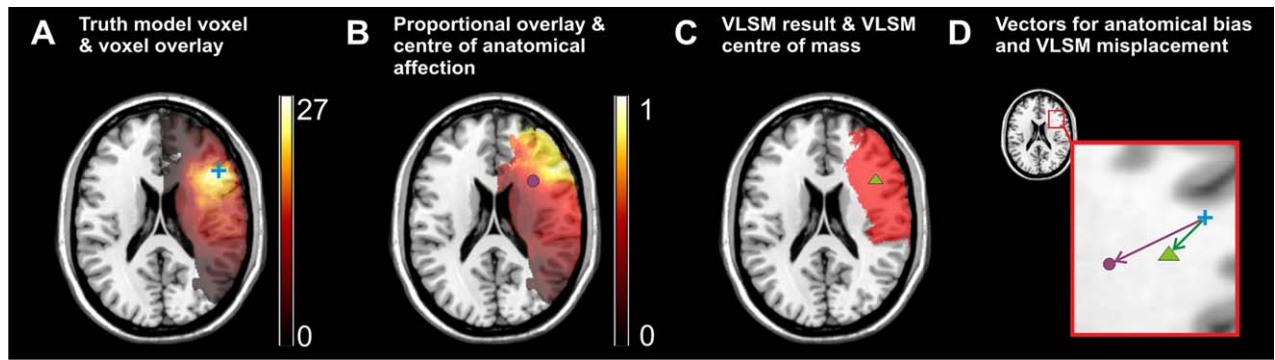 A Truth model voxel
& voxel overlay
27
0
B Proportional overlay &
centre of anatomical
affection
1
0
C VLSM result & VLSM
centre of mass
D Vectors for anatomical bias
and VLSM misplacement